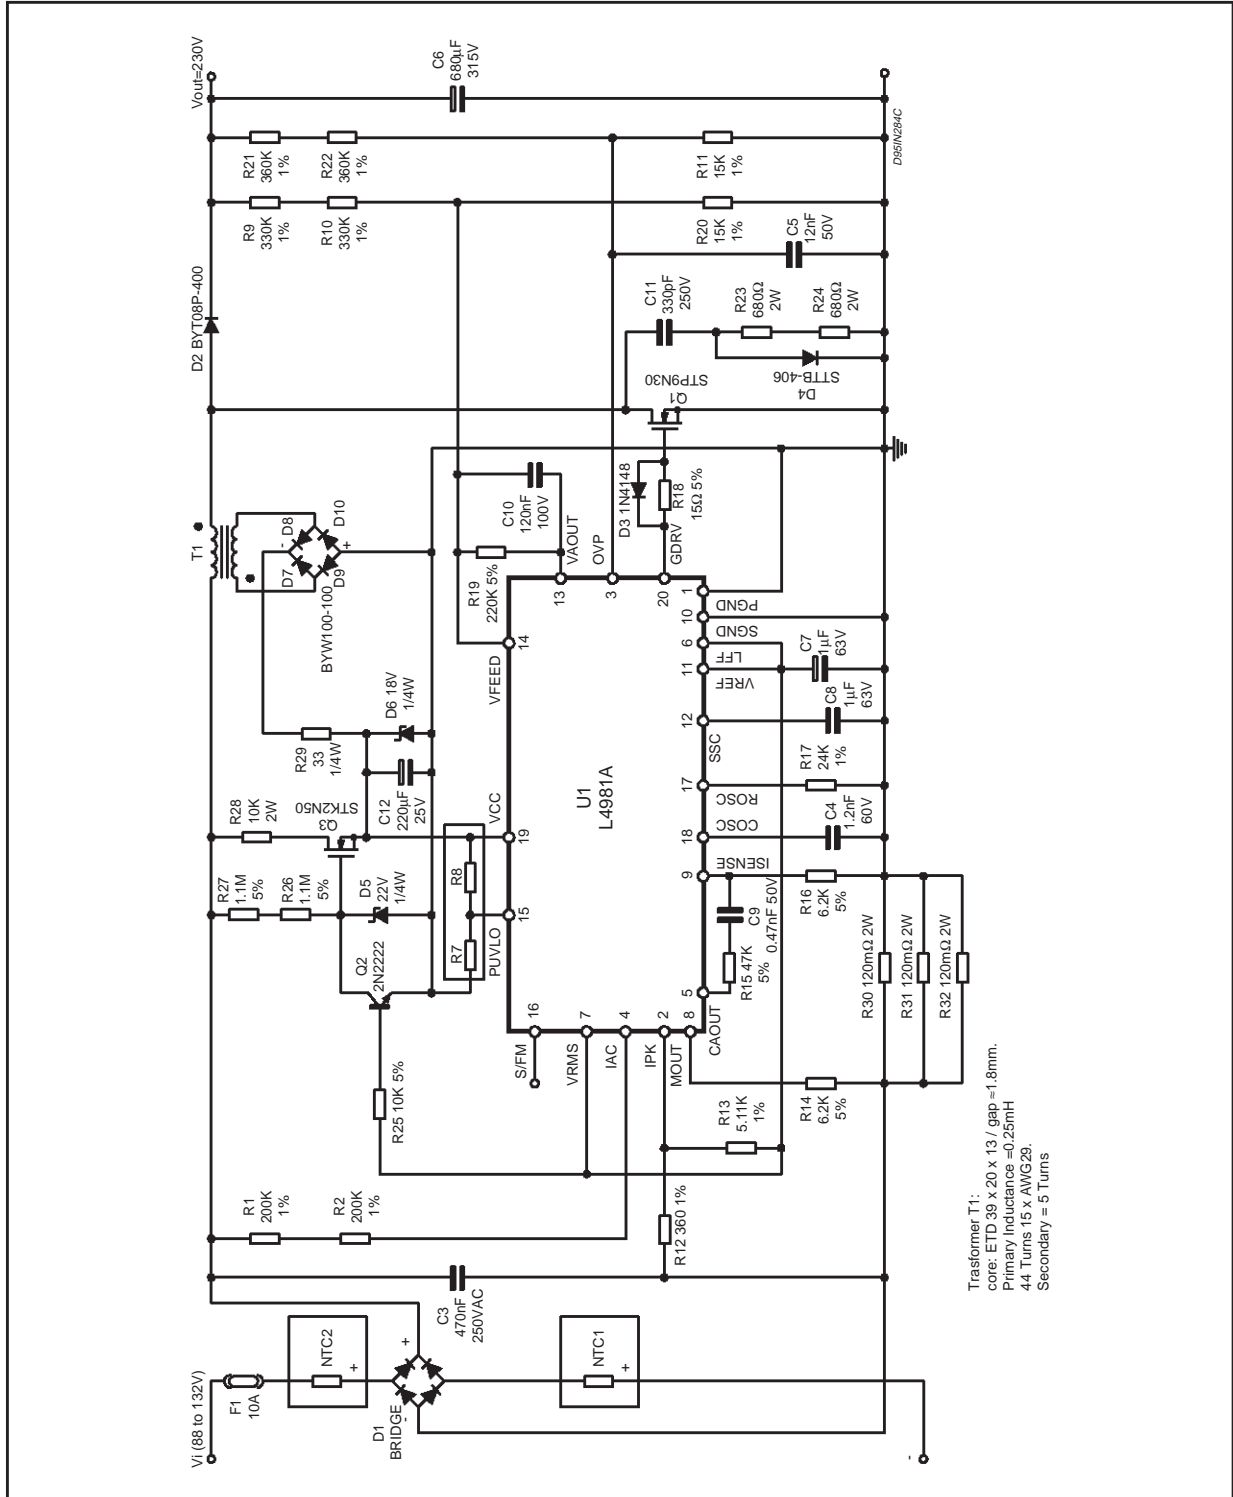 Vi (88 to 132V)
F1
10A
NTC2
+
D1
BRIDGE
-
+
NTC1
+
-
C3
470nF
250VAC
R1
200K
1%
R2
200K
1%
R12 360 1%
R25 10K 5%
R13
5.11K
1%
R14
6.2K
5%
Q2
2N2222
R27
1.1M
5%
R26
1.1M
5%
D5
22V
1/4W
R28
10K
2W
Q3
STK2N50
R29
33
1/4W
C12
220µF
25V
D6 18V
1/4W
R7
R8
S/FM
16
VRMS
7
IAC
4
IPK
2
MOUT
8
CAOUT
5
PUVLO
15
VCC
19
VFEED
14
U1
L4981A
R15 47K
5%
C9
0.47nF 50V
ISENSE
9
R16
6.2K
5%
R30 120mΩ 2W
R31 120mΩ 2W
R32 120mΩ 2W
COSC
18
C4
1.2nF
60V
ROSC
17
R17
24K
1%
SSC
12
C8
1µF
63V
VREF
11
C7
1µF
63V
LFF
6
SGND
10
PGND
1
T1
D7
-
D8
D9
+
D10
BYW100-100
R19
220K 5%
C10
120nF
100V
VAOUT
13
OVP
3
GDRV
20
D3 1N4148
R18
15Ω 5%
Q1
STP9N30
D4
STTB-406
C11
330pF
250V
R23
680Ω
2W
R24
680Ω
2W
C5
12nF
50V
D2 BYT08P-400
R9
330K
1%
R10
330K
1%
R20
15K
1%
R21
360K
1%
R22
360K
1%
R11
15K
1%
C6
680µF
315V
Vout=230V
D95IN284C
Trasformer T1:
core: ETD 39 x 20 x 13 / gap ≈1.8mm.
Primary Inductance =0.25mH
44 Turns 15 x AWG29.
Secondary = 5 Turns